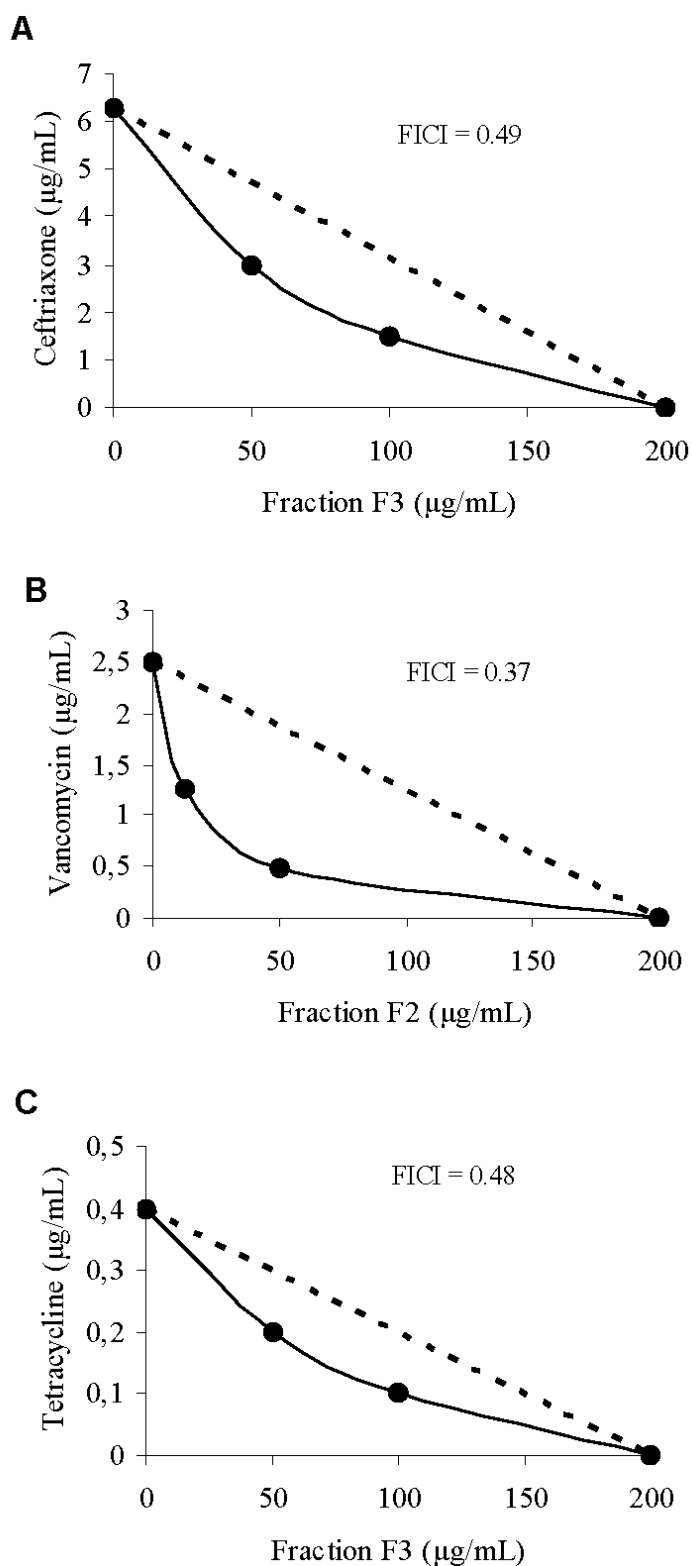 A
7
6
5
4
3
2
1
0
Ceftriaxone (µg/mL)
FICI = 0.49
0 50 100 150 200
Fraction F3 (µg/mL)
B
3
2,5
2
1,5
1
0,5
0
Vancomycin (µg/mL)
FICI = 0.37
0 50 100 150 200
Fraction F2 (µg/mL)
C
0,5
0,4
0,3
0,2
0,1
0
Tetracycline (µg/mL)
FICI = 0.48
0 50 100 150 200
Fraction F3 (µg/mL)